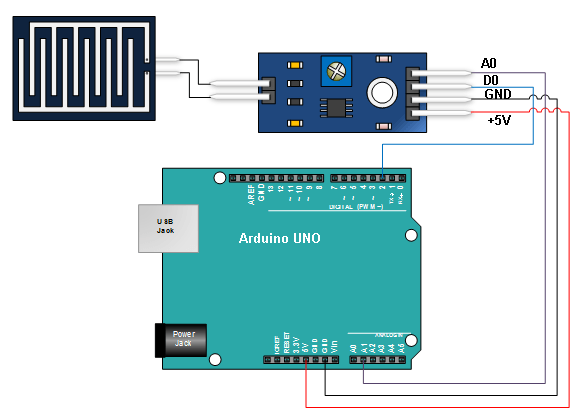 A0
D0
GND
+5V
AREF
GND
13
12
11
10
9
8
7
6
5
4
3
2
TX 1
RX 0
DIGITAL (PWM ~)
USB
Jack
Arduino UNO
Power
Jack
IOREF
RESET
3.3V
5V
GND
GND
Vin
ANALOG IN
A0
A1
A2
A3
A4
A5